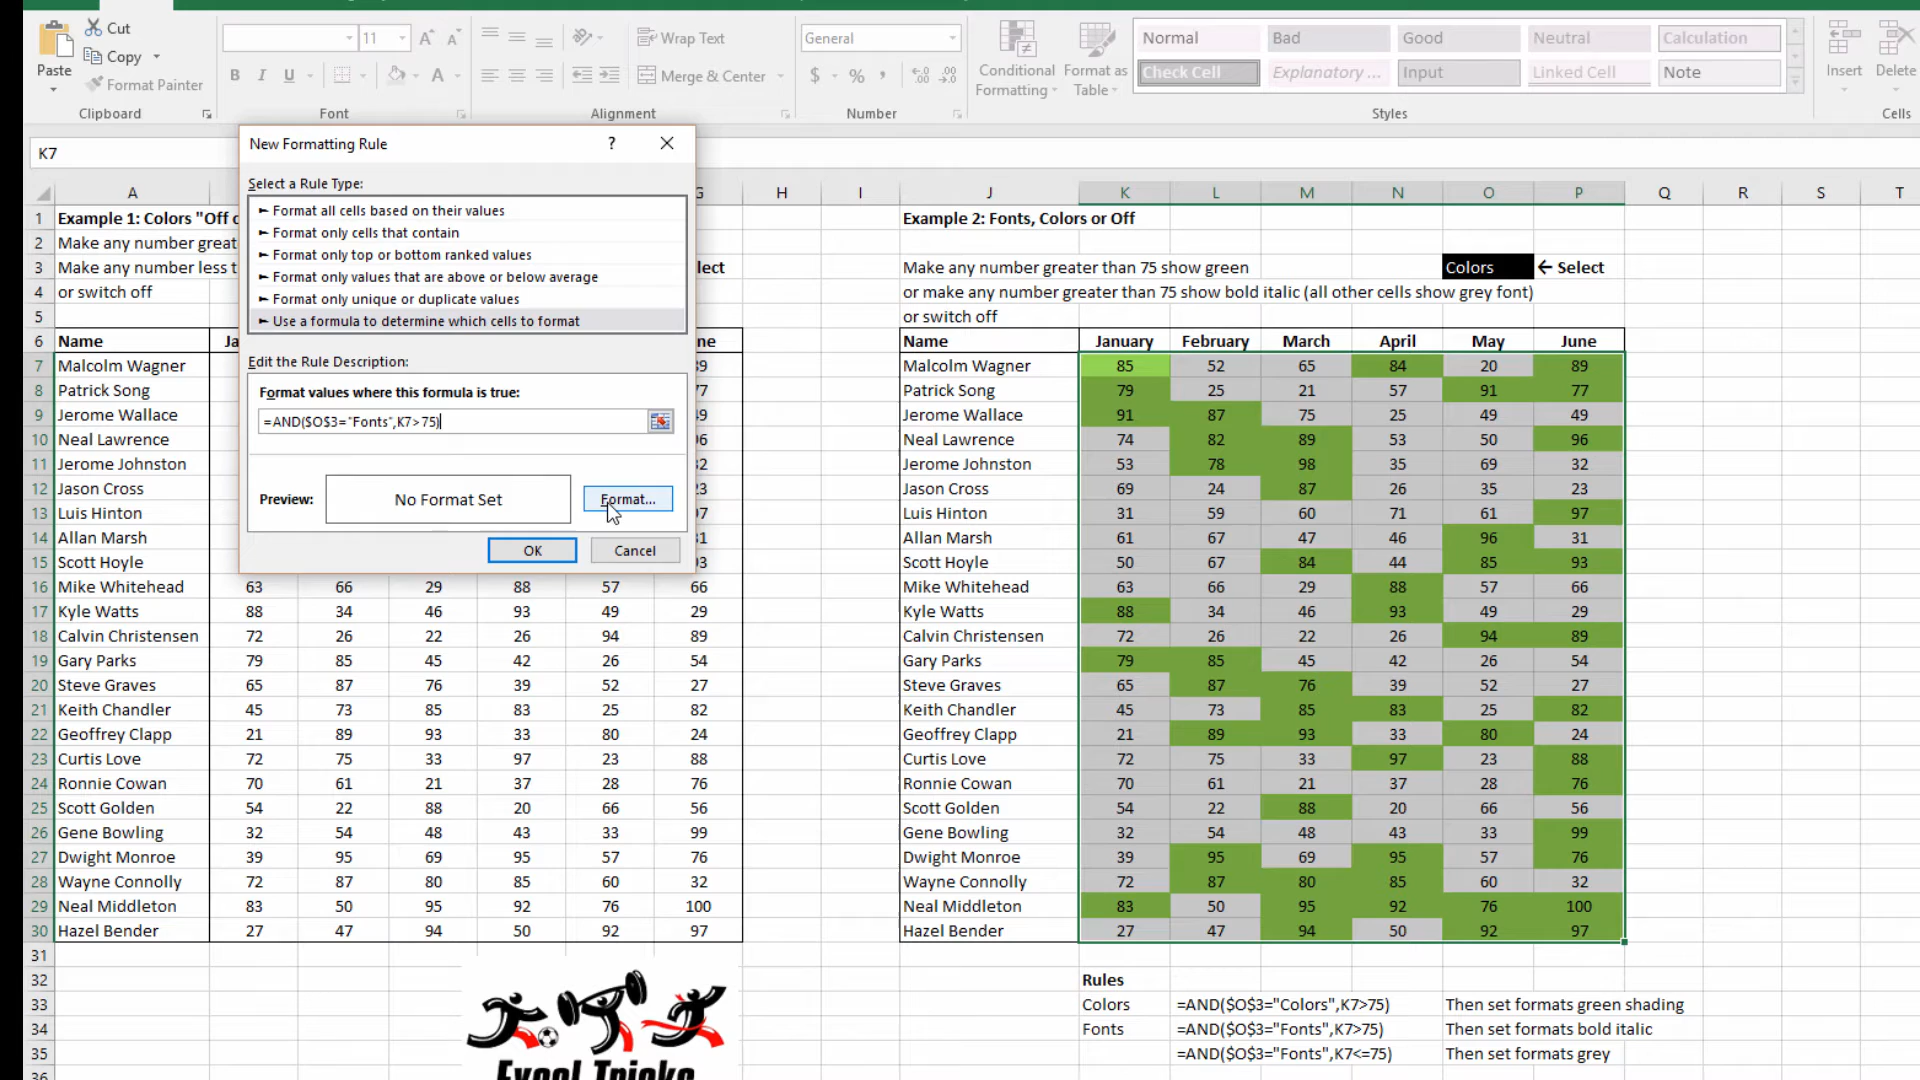 Cut
Copy
Format Painter
Paste
Clipboard
11
B I U A
Font
Wrap Text
Merge & Center
Alignment
General
$ % ,
Number
Conditional Formatting
Format as Table
Normal Bad Good Neutral Calculation
Check Cell Explanatory ... Input Linked Cell Note
Styles
Insert Delete
Cells
K7
New Formatting Rule ?
Select a Rule Type:
► Format all cells based on their values
► Format only cells that contain
► Format only top or bottom ranked values
► Format only values that are above or below average
► Format only unique or duplicate values
► Use a formula to determine which cells to format
Edit the Rule Description:
Format values where this formula is true:
=AND($O$3="Fonts",K7>75)
Preview: No Format Set Format...
OK Cancel
A G H I J K L M N O P Q R S T
1 Example 1: Colors "Off o Example 2: Fonts, Colors or Off
2 Make any number great
3 Make any number less t lect Make any number greater than 75 show green Colors ← Select
4 or switch off or make any number greater than 75 show bold italic (all other cells show grey font)
5 or switch off
6 Name Ja ne Name January February March April May June
7 Malcolm Wagner 39 Malcolm Wagner 85 52 65 84 20 89
8 Patrick Song 77 Patrick Song 79 25 21 57 91 77
9 Jerome Wallace 49 Jerome Wallace 91 87 75 25 49 49
10 Neal Lawrence 96 Neal Lawrence 74 82 89 53 50 96
11 Jerome Johnston 32 Jerome Johnston 53 78 98 35 69 32
12 Jason Cross 23 Jason Cross 69 24 87 26 35 23
13 Luis Hinton 97 Luis Hinton 31 59 60 71 61 97
14 Allan Marsh 31 Allan Marsh 61 67 47 46 96 31
15 Scott Hoyle 93 Scott Hoyle 50 67 84 44 85 93
16 Mike Whitehead 63 66 29 88 57 66 Mike Whitehead 63 66 29 88 57 66
17 Kyle Watts 88 34 46 93 49 29 Kyle Watts 88 34 46 93 49 29
18 Calvin Christensen 72 26 22 26 94 89 Calvin Christensen 72 26 22 26 94 89
19 Gary Parks 79 85 45 42 26 54 Gary Parks 79 85 45 42 26 54
20 Steve Graves 65 87 76 39 52 27 Steve Graves 65 87 76 39 52 27
21 Keith Chandler 45 73 85 83 25 82 Keith Chandler 45 73 85 83 25 82
22 Geoffrey Clapp 21 89 93 33 80 24 Geoffrey Clapp 21 89 93 33 80 24
23 Curtis Love 72 75 33 97 23 88 Curtis Love 72 75 33 97 23 88
24 Ronnie Cowan 70 61 21 37 28 76 Ronnie Cowan 70 61 21 37 28 76
25 Scott Golden 54 22 88 20 66 56 Scott Golden 54 22 88 20 66 56
26 Gene Bowling 32 54 48 43 33 99 Gene Bowling 32 54 48 43 33 99
27 Dwight Monroe 39 95 69 95 57 76 Dwight Monroe 39 95 69 95 57 76
28 Wayne Connolly 72 87 80 85 60 32 Wayne Connolly 72 87 80 85 60 32
29 Neal Middleton 83 50 95 92 76 100 Neal Middleton 83 50 95 92 76 100
30 Hazel Bender 27 47 94 50 92 97 Hazel Bender 27 47 94 50 92 97
31
32 Rules
33 Colors =AND($O$3="Colors",K7>75) Then set formats green shading
34 Fonts =AND($O$3="Fonts",K7>75) Then set formats bold italic
35 =AND($O$3="Fonts",K7<=75) Then set formats grey
36
Excel Tricks